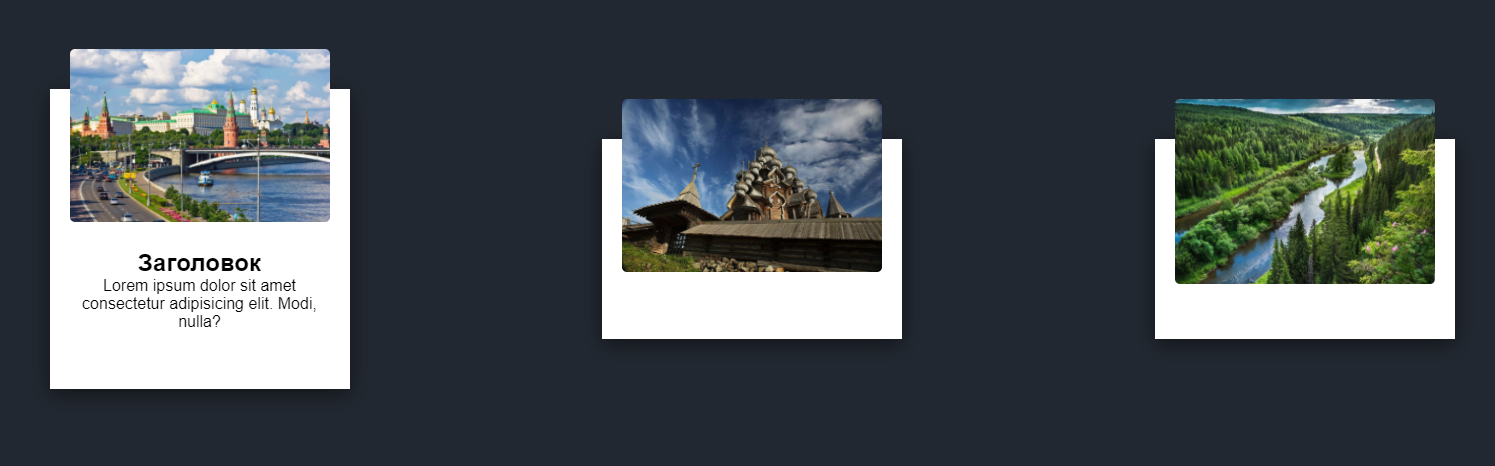 Заголовок
Lorem ipsum dolor sit amet
consectetur adipisicing elit. Modi,
nulla?